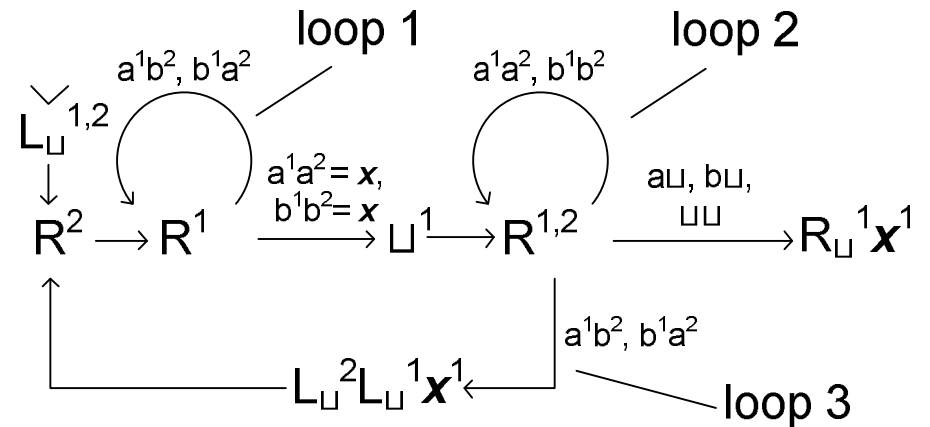 loop 1
loop 2
a¹b², b¹a²
a¹a², b¹b²
L⊔¹,²
a¹a² = x,
b¹b² = x
a⊔, b⊔,
⊔⊔
R² R¹ ⊔¹ R¹,² R⊔¹x¹
a¹b², b¹a²
L⊔²L⊔¹x¹
loop 3